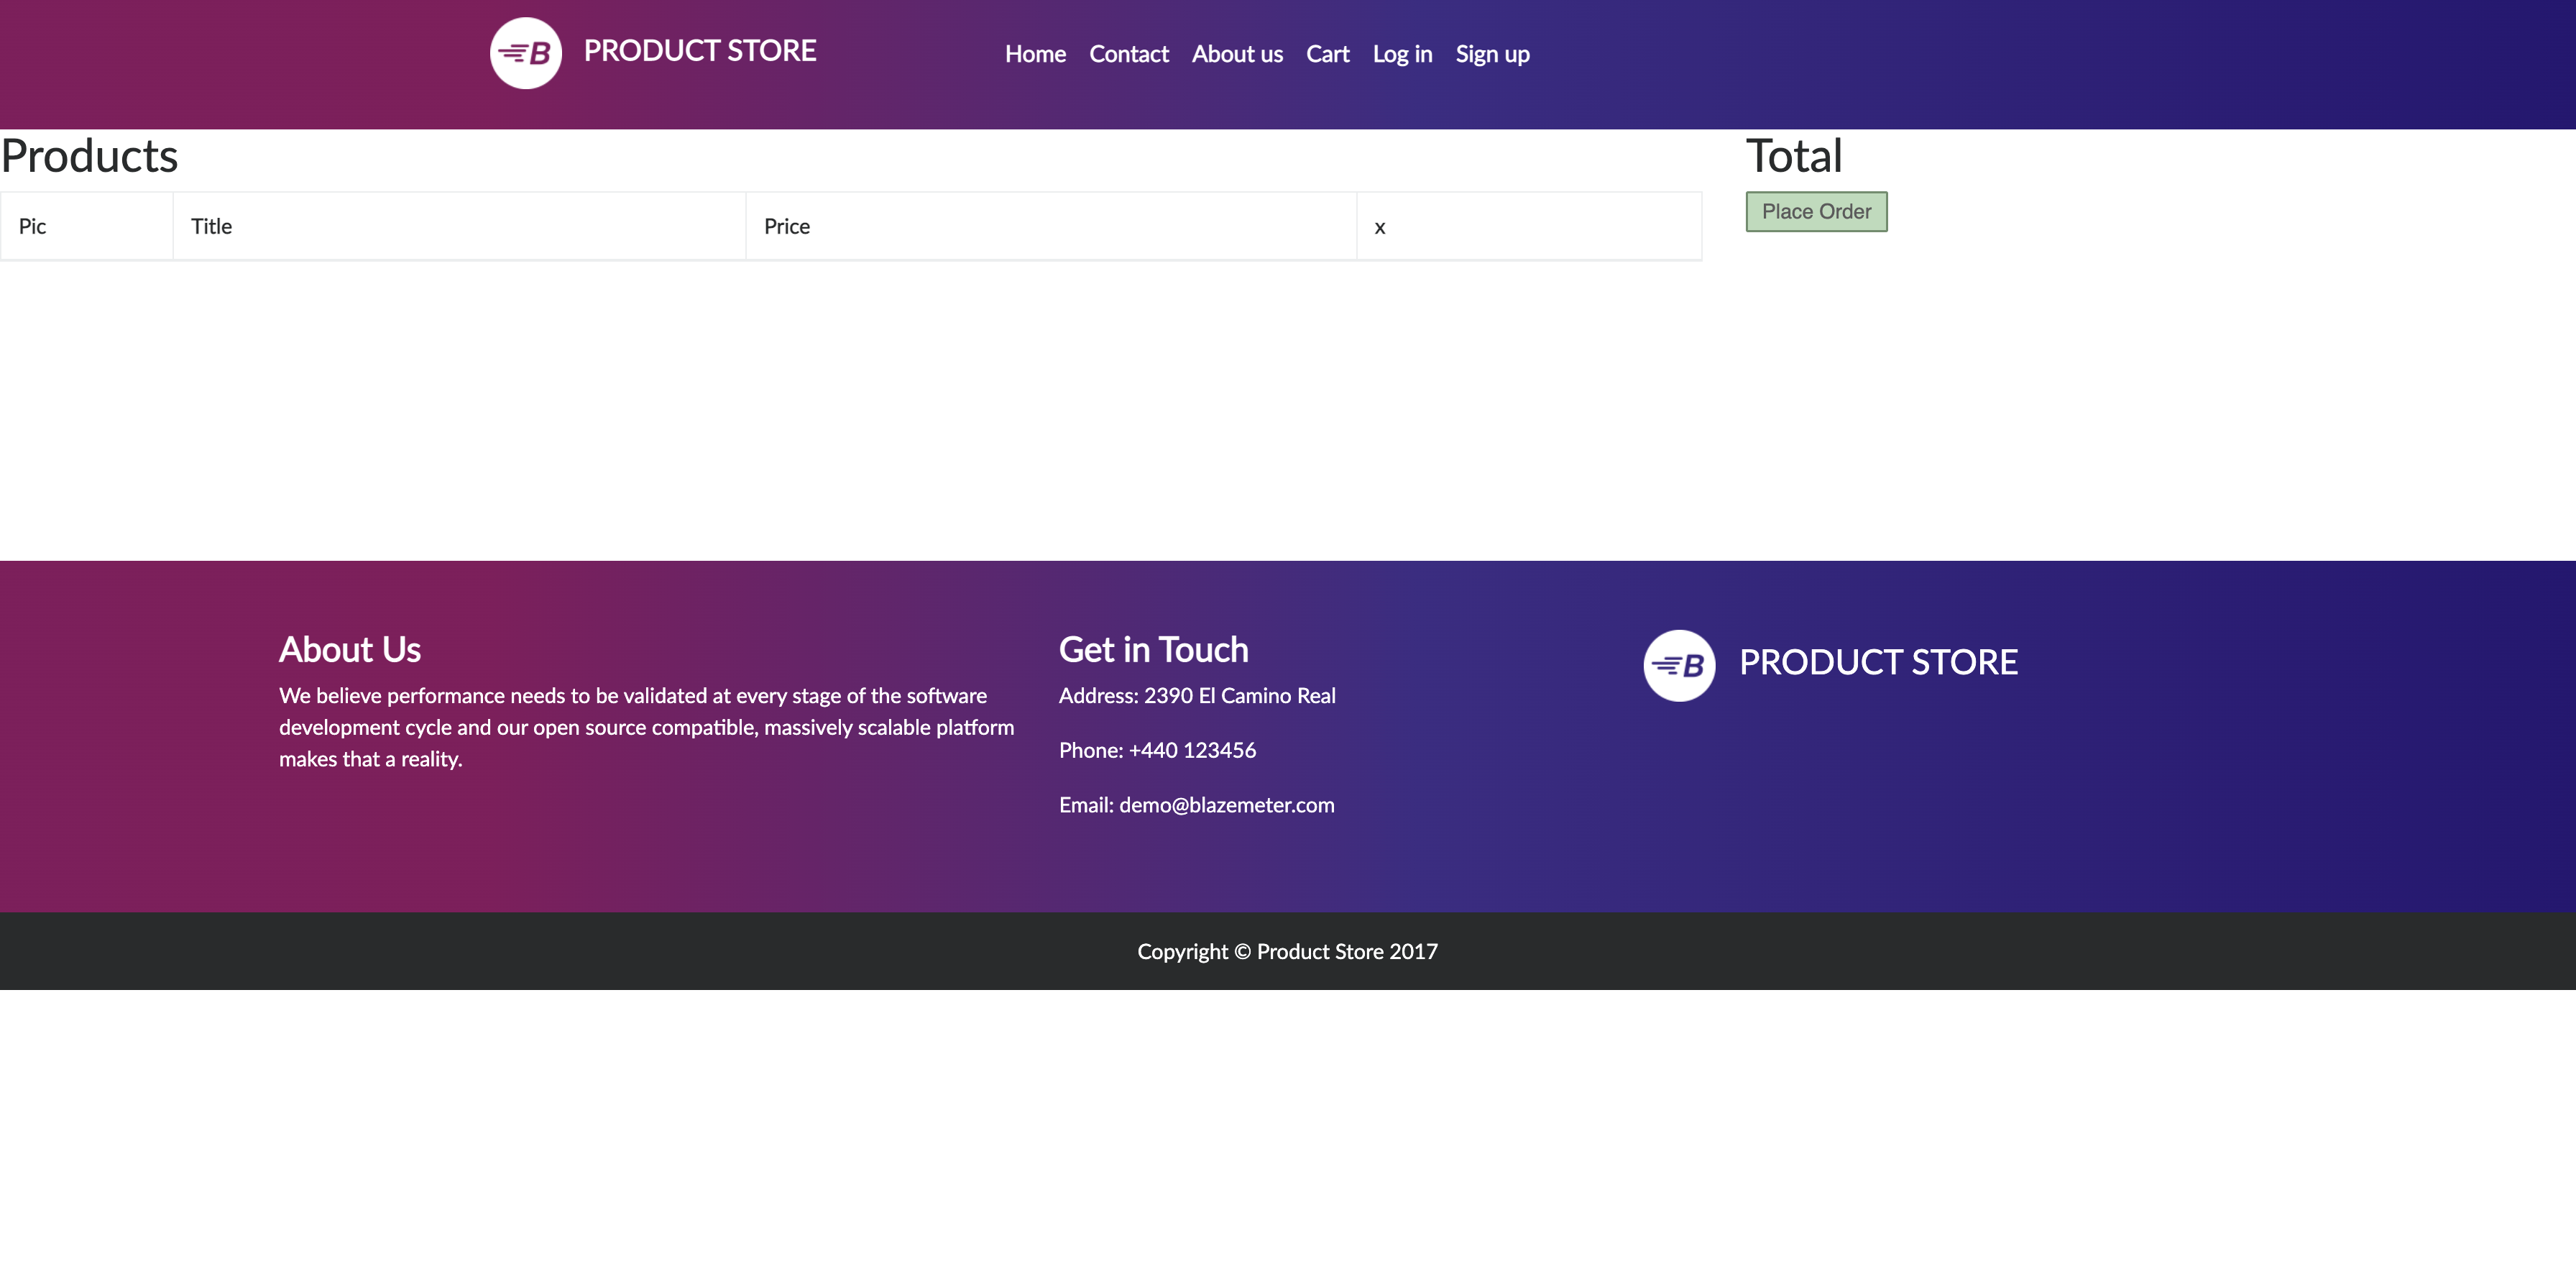 B PRODUCT STORE Home Contact About us Cart Log in Sign up
Products
Pic Title Price x
Total
Place Order
About Us
We believe performance needs to be validated at every stage of the software
development cycle and our open source compatible, massively scalable platform
makes that a reality.
Get in Touch
Address: 2390 El Camino Real
Phone: +440 123456
Email: demo@blazemeter.com
B PRODUCT STORE
Copyright © Product Store 2017